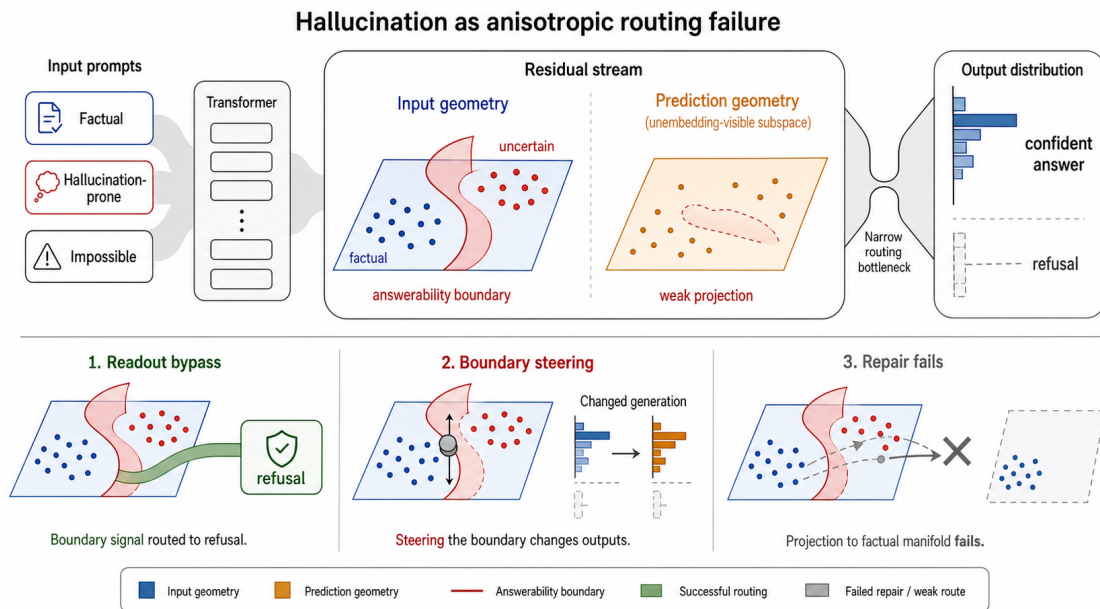 Hallucination as anisotropic routing failure
Input prompts
Factual
Hallucination-
prone
Impossible
Transformer
Residual stream
Input geometry
uncertain
factual
answerability boundary
Prediction geometry
(unembedding-visible subspace)
weak projection
Narrow
routing
bottleneck
Output distribution
confident
answer
refusal
1. Readout bypass
refusal
Boundary signal routed to refusal.
2. Boundary steering
Changed generation
Steering the boundary changes outputs.
3. Repair fails
Projection to factual manifold fails.
Input geometry
Prediction geometry
Answerability boundary
Successful routing
Failed repair / weak route